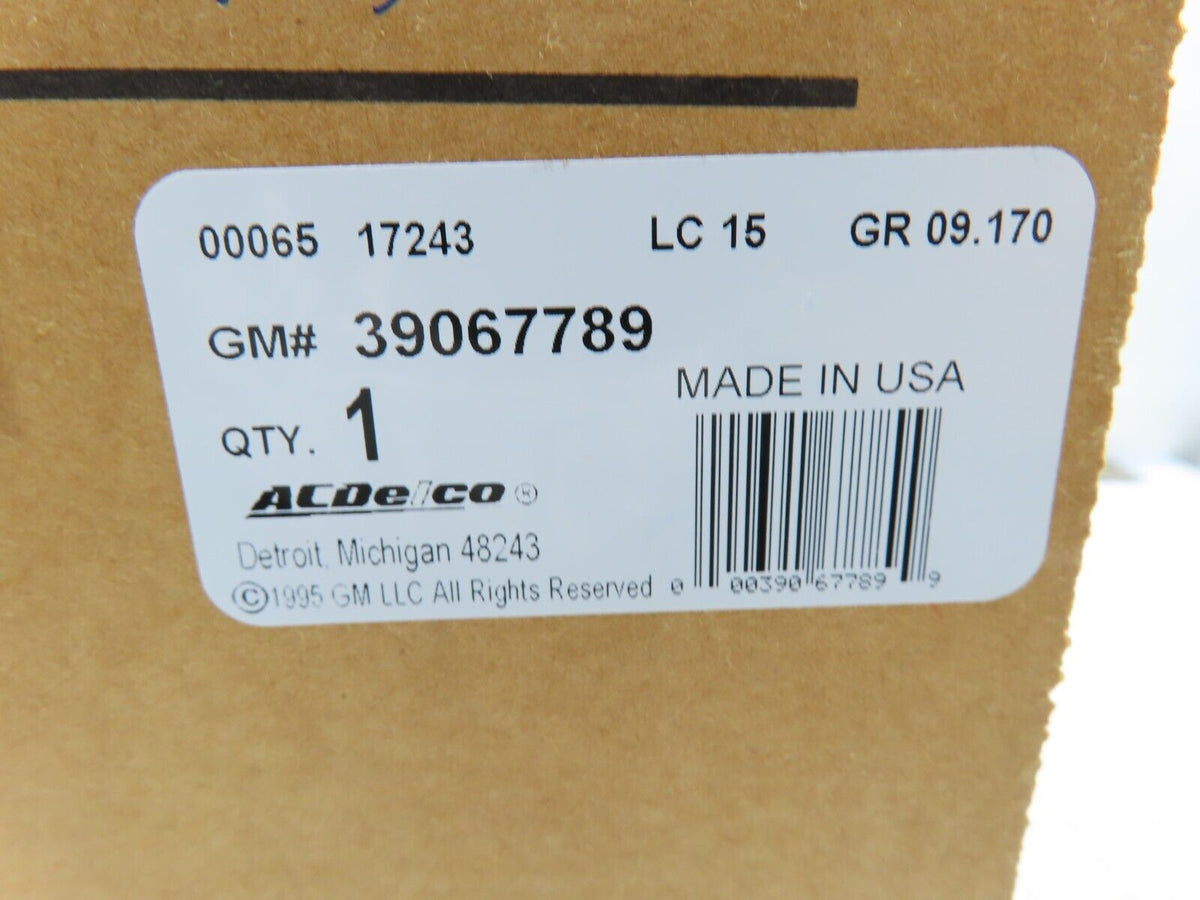 00065 17243 LC 15 GR 09.170
GM# 39067789
MADE IN USA
QTY. 1
ACDelco ®
Detroit, Michigan 48243
©1995 GM LLC All Rights Reserved
0 00390 67789 9